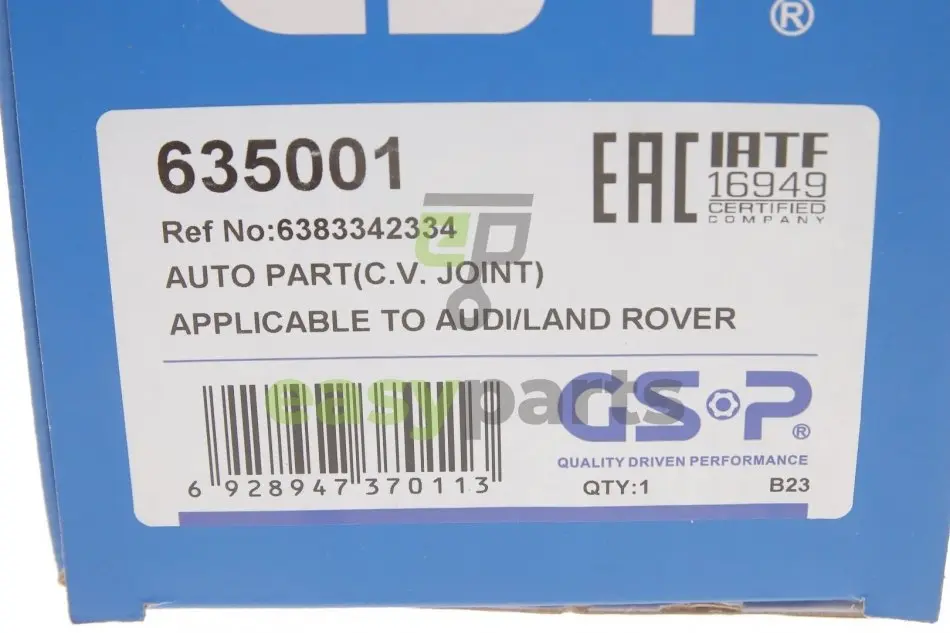 ®
635001
Ref No:6383342334
AUTO PART(C.V. JOINT)
APPLICABLE TO AUDI/LAND ROVER
EAC
IATF
16949
CERTIFIED
COMPANY
easyparts
6 928947 370113
GSP®
QUALITY DRIVEN PERFORMANCE
QTY:1
B23